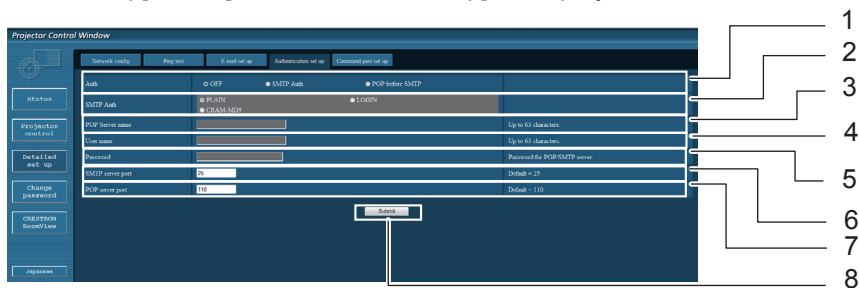 Projector Control Window
Network config Ping test E-mail set up Authentication set up Command port set up
Auth OFF SMTP Auth POP before SMTP
SMTP Auth PLAIN LOGIN
CRAM-MD5
POP Server name Up to 63 characters.
User name Up to 63 characters.
Password Password for POP/SMTP server
SMTP server port 25 Default = 25
POP server port 110 Default = 110
Submit
Status
Projector
control
Detailed
set up
Change
password
CRESTRON
RoomView
Japanese
1
2
3
4
5
6
7
8